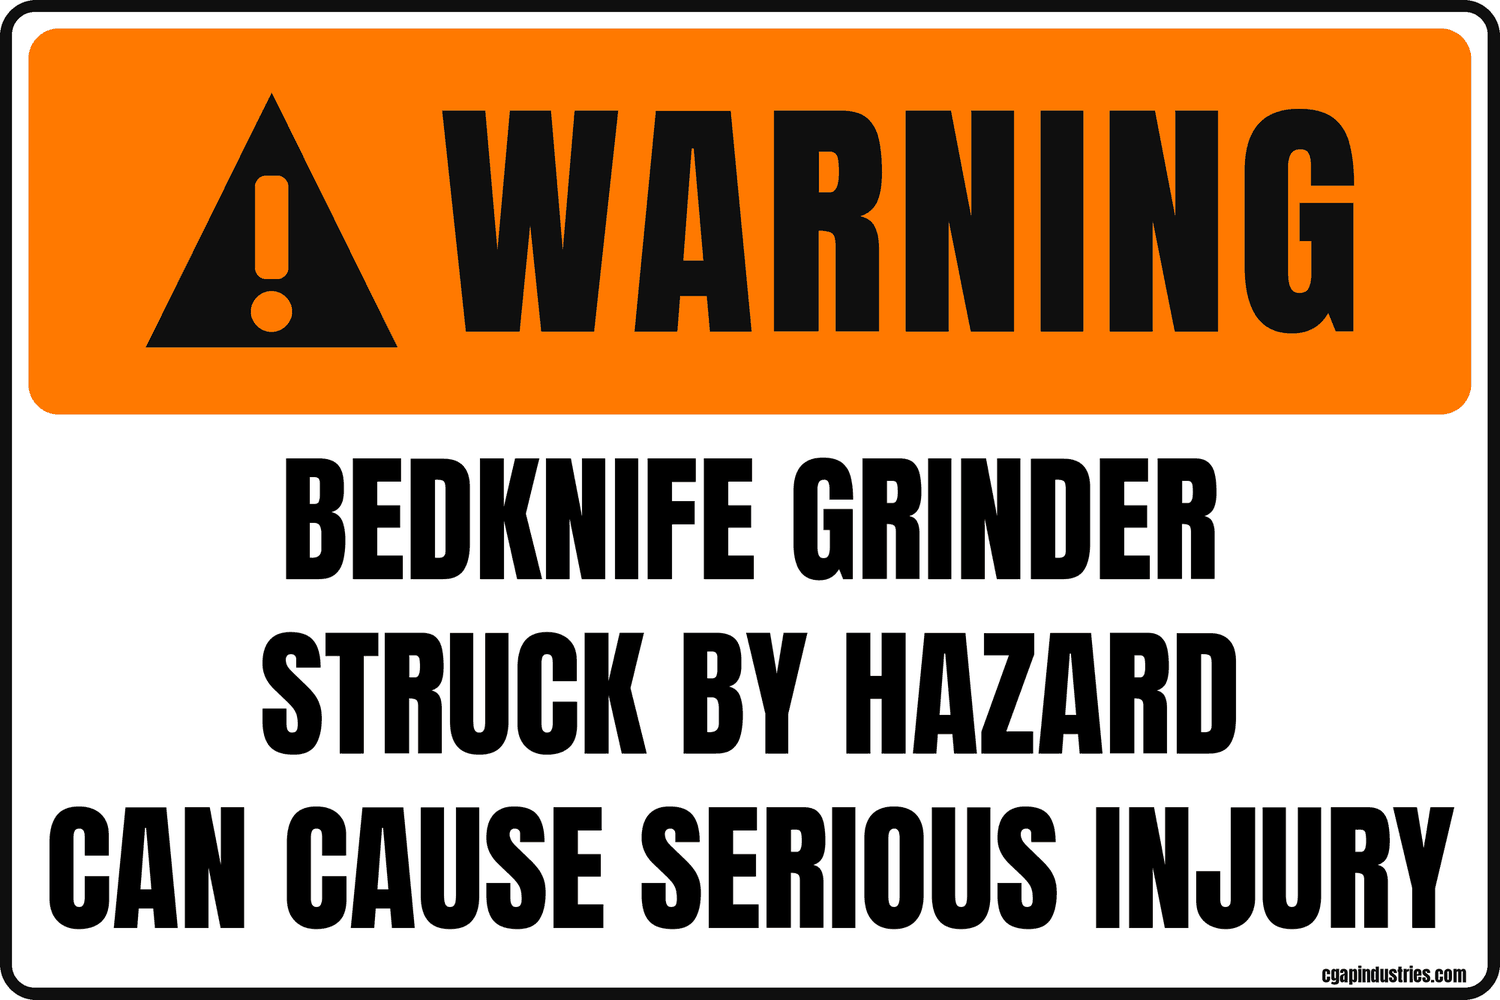 WARNING
BEDKNIFE GRINDER
STRUCK BY HAZARD
CAN CAUSE SERIOUS INJURY
cgapindustries.com